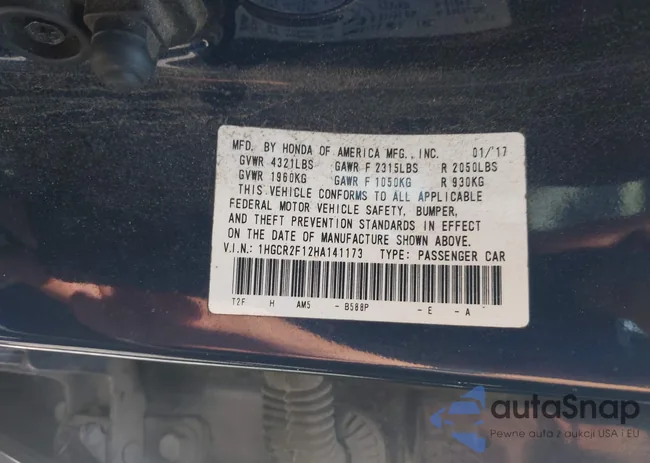 MFD. BY HONDA OF AMERICA MFG., INC. 01/'17
GVWR 4321LBS GAWR F 2315LBS R 2050LBS
GVWR 1960KG GAWR F 1050KG R 930KG
THIS VEHICLE CONFORMS TO ALL APPLICABLE
FEDERAL MOTOR VEHICLE SAFETY, BUMPER,
AND THEFT PREVENTION STANDARDS IN EFFECT
ON THE DATE OF MANUFACTURE SHOWN ABOVE.
V.I.N.: 1HGCR2F12HA141173 TYPE: PASSENGER CAR
T2F H AM5 - B588P - E - A
autaSnap
Pewne auta z aukcji USA i EU